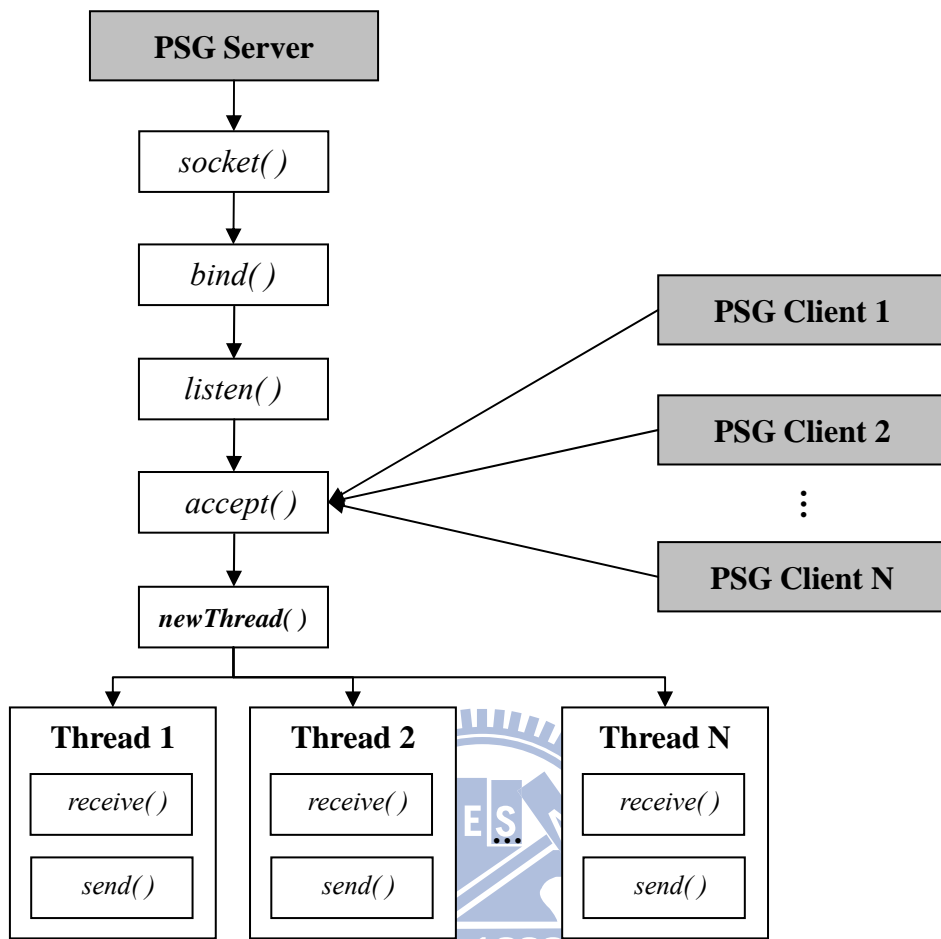 PSG Server
socket( )
bind( )
listen( )
accept( )
newThread( )
PSG Client 1
PSG Client 2
⋮
PSG Client N
Thread 1
receive( )
send( )
Thread 2
receive( )
send( )
E S
...
Thread N
receive( )
send( )